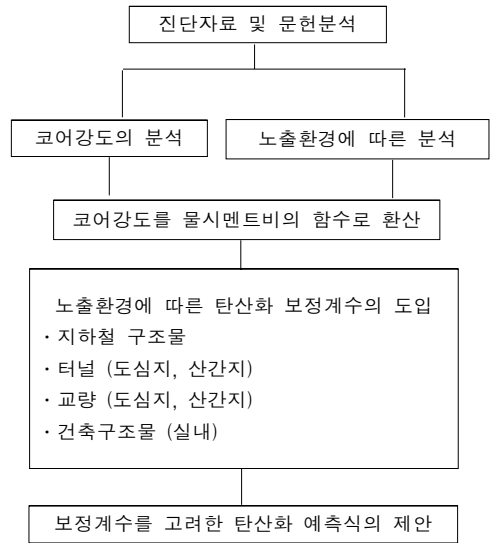 진단자료 및 문헌분석
코어강도의 분석
노출환경에 따른 분석
코어강도를 물시멘트비의 함수로 환산
노출환경에 따른 탄산화 보정계수의 도입
· 지하철 구조물
· 터널 (도심지, 산간지)
· 교량 (도심지, 산간지)
· 건축구조물 (실내)
보정계수를 고려한 탄산화 예측식의 제안